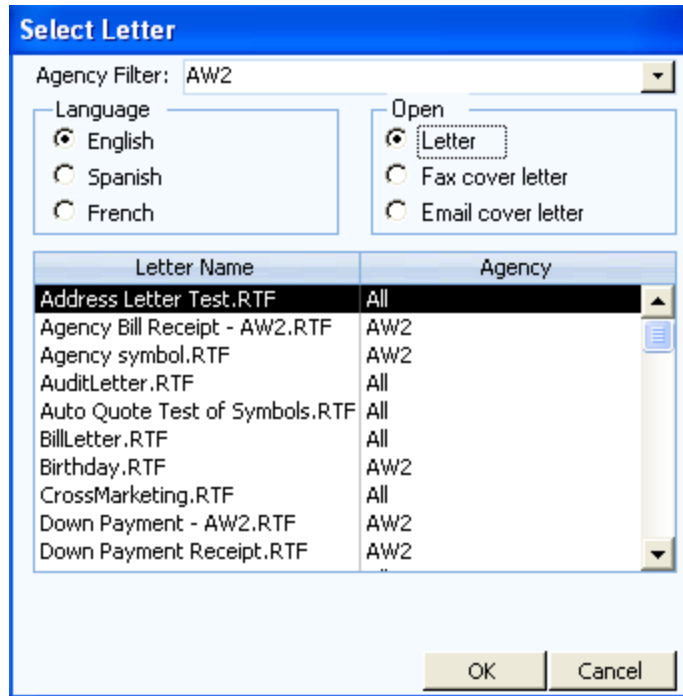 Select Letter
Agency Filter: AW2
Language
English
Spanish
French
Open
Letter
Fax cover letter
Email cover letter
Letter Name Agency
Address Letter Test.RTF All
Agency Bill Receipt - AW2.RTF AW2
Agency symbol.RTF AW2
AuditLetter.RTF All
Auto Quote Test of Symbols.RTF All
BillLetter.RTF All
Birthday.RTF AW2
CrossMarketing.RTF All
Down Payment - AW2.RTF AW2
Down Payment Receipt.RTF AW2
OK Cancel